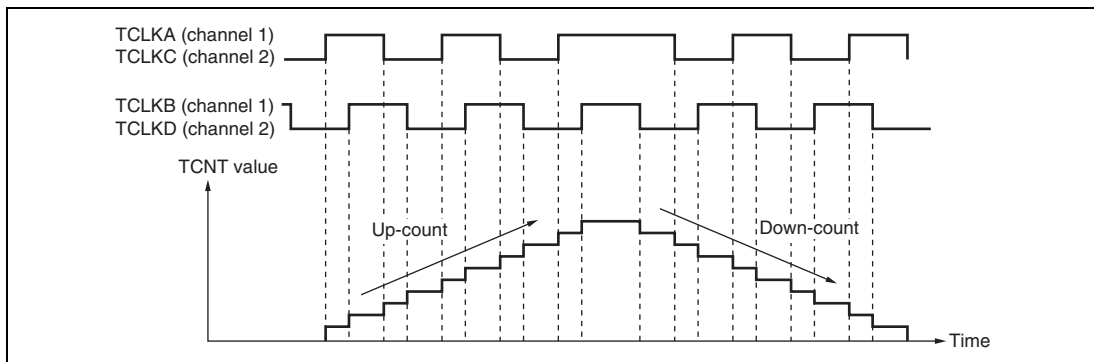 TCLKA (channel 1)
TCLKC (channel 2)
TCLKB (channel 1)
TCLKD (channel 2)
TCNT value
Up-count
Down-count
Time